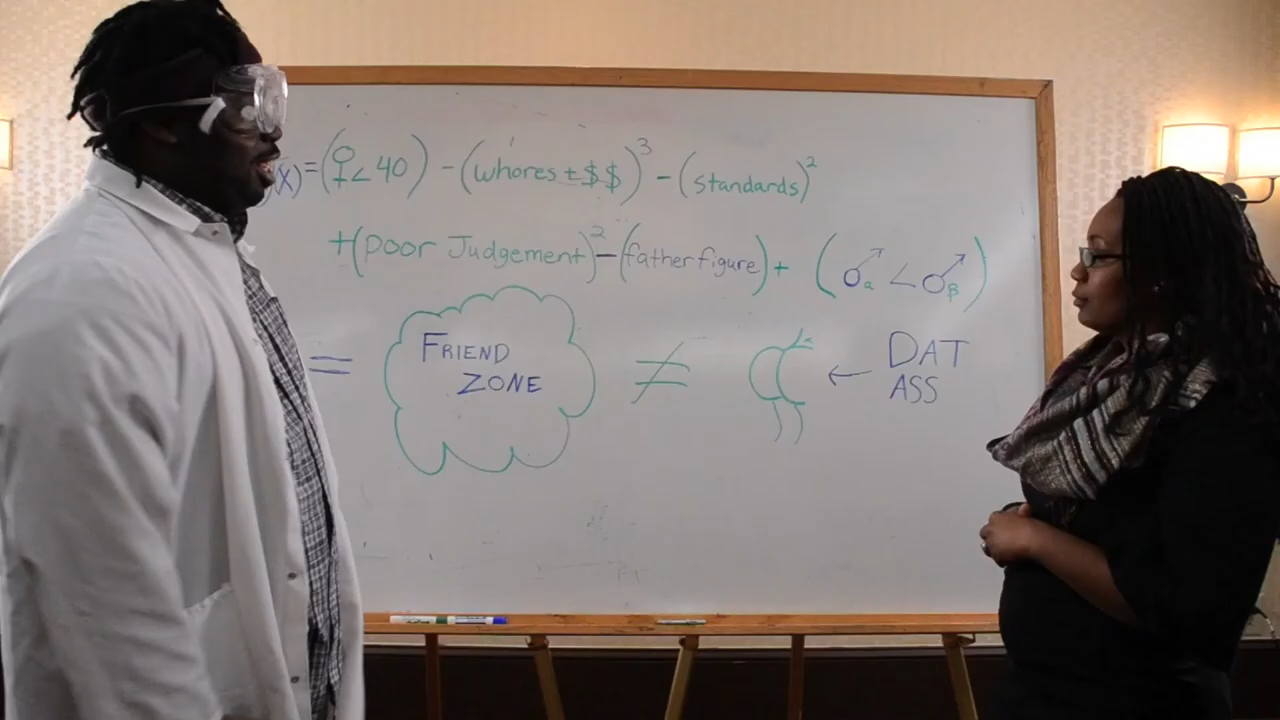 (x) = (♀ < 40) - (whores + $$)³ - (standards)²
+ (poor Judgement)² - (father figure) + (♂α < ♂β)
= FRIEND ZONE ≠ ← DAT ASS